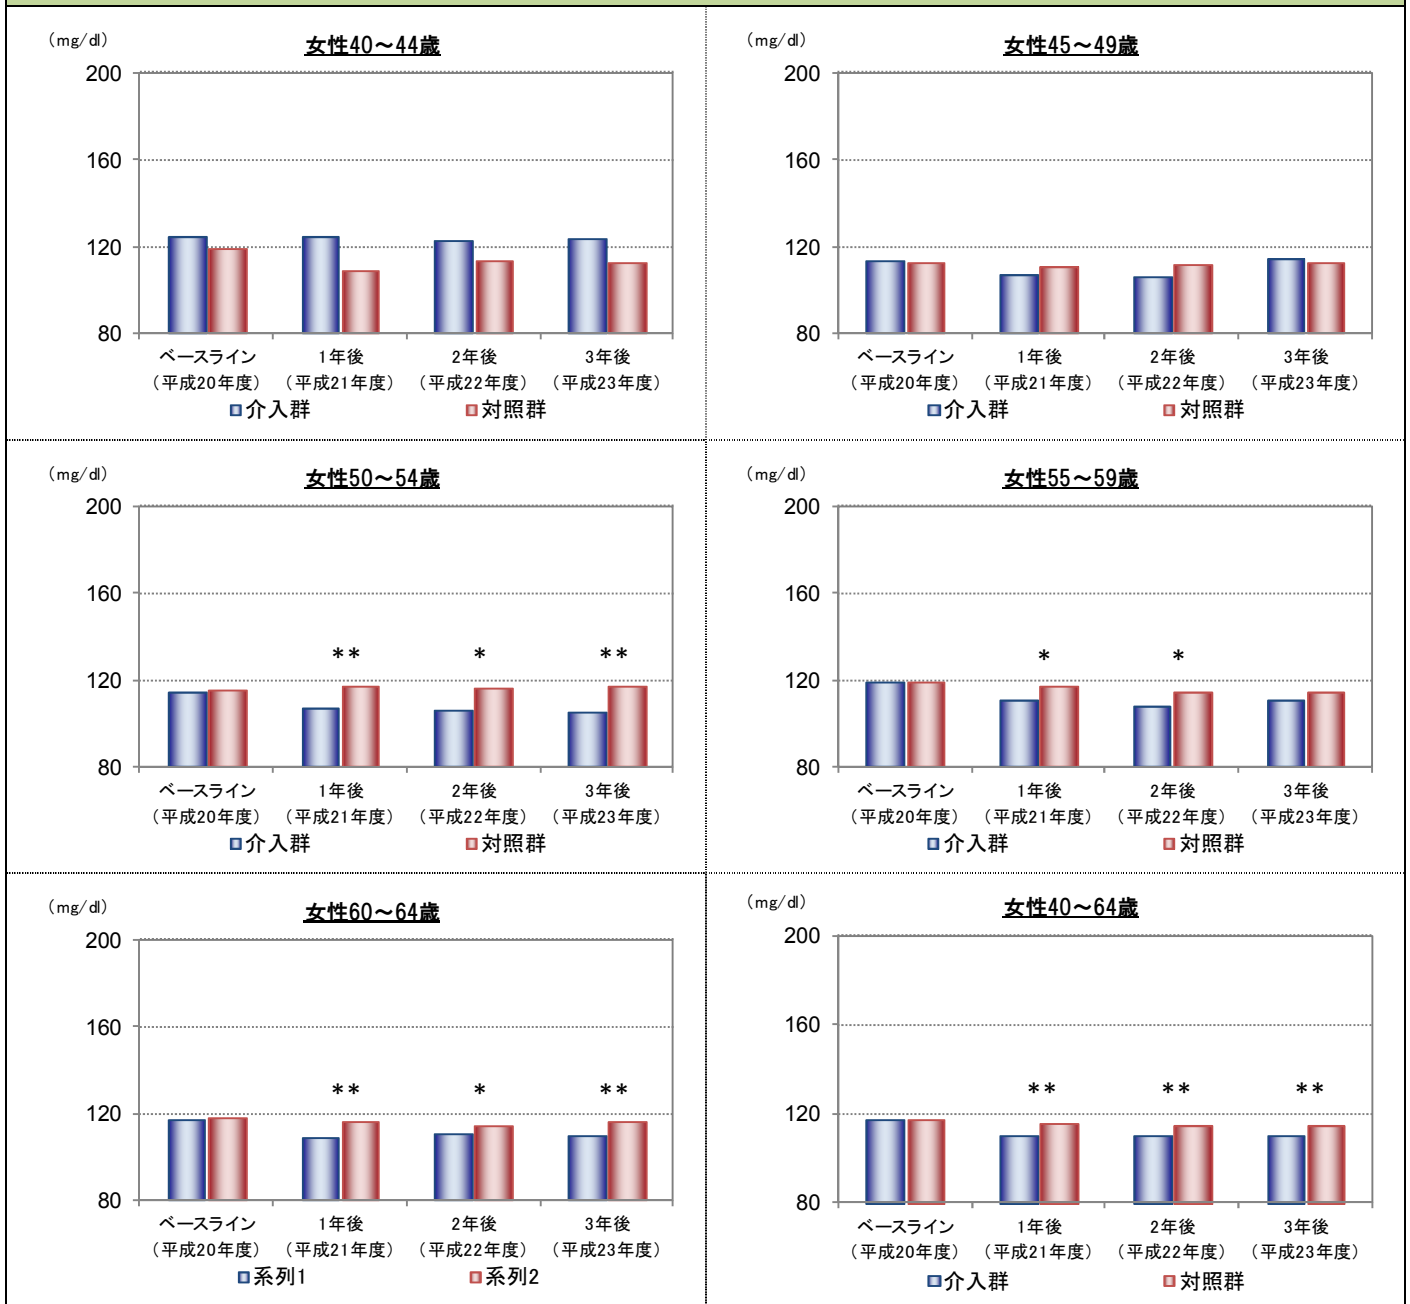 (mg/dl)
女性40～44歳
200
160
120
80
ベースライン 1年後 2年後 3年後
(平成20年度) (平成21年度) (平成22年度) (平成23年度)
介入群 対照群
(mg/dl)
女性45～49歳
200
160
120
80
ベースライン 1年後 2年後 3年後
(平成20年度) (平成21年度) (平成22年度) (平成23年度)
介入群 対照群
(mg/dl)
女性50～54歳
200
160
** * **
120
80
ベースライン 1年後 2年後 3年後
(平成20年度) (平成21年度) (平成22年度) (平成23年度)
介入群 対照群
(mg/dl)
女性55～59歳
200
160
* *
120
80
ベースライン 1年後 2年後 3年後
(平成20年度) (平成21年度) (平成22年度) (平成23年度)
介入群 対照群
(mg/dl)
女性60～64歳
200
160
** * **
120
80
ベースライン 1年後 2年後 3年後
(平成20年度) (平成21年度) (平成22年度) (平成23年度)
系列1 系列2
(mg/dl)
女性40～64歳
200
160
** ** **
120
80
ベースライン 1年後 2年後 3年後
(平成20年度) (平成21年度) (平成22年度) (平成23年度)
介入群 対照群